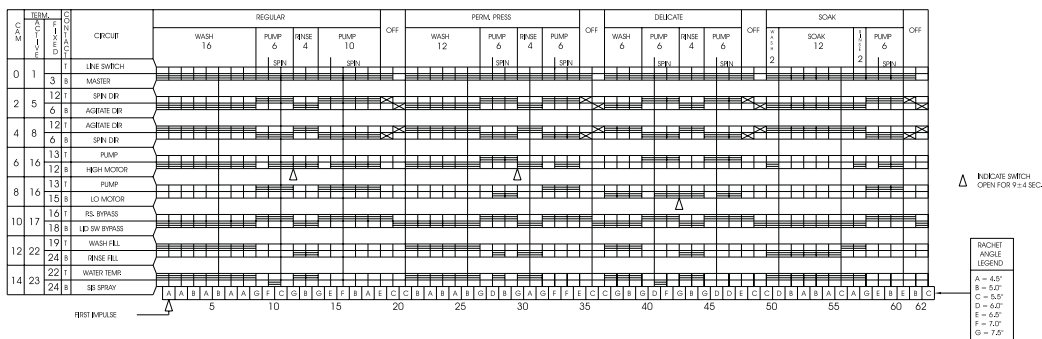 CAM
TERM.
ACTIVE
FIXED
CONTACT
CIRCUIT
REGULAR
WASH 16
PUMP 6
SPIN
RINSE 4
PUMP 10
SPIN
OFF
PERM. PRESS
WASH 12
PUMP 6
SPIN
RINSE 4
PUMP 6
SPIN
OFF
DELICATE
WASH 6
PUMP 6
SPIN
RINSE 4
PUMP 6
SPIN
OFF
SOAK
WASH 2
SOAK 12
RINSE 2
PUMP 6
SPIN
OFF
0 1 T LINE SWITCH
3 B MASTER
2 5 12 T SPIN DIR
6 B AGITATE DIR
4 8 12 T AGITATE DIR
6 B SPIN DIR
6 16 13 T PUMP
12 B HIGH MOTOR
8 16 13 T PUMP
15 B LO MOTOR
10 17 16 T P.S. BYPASS
18 B LID SW BYPASS
12 22 19 T WASH FILL
24 B RINSE FILL
14 23 22 T WATER TEMP.
24 B S|S SPRAY
A A B A B A A G F C G B G E F B A E C C B A B A B A G D B G A G F F E C C G B G D F G B G D D E C C D B A B A C A G E B E B C
5 10 15 20 25 30 35 40 45 50 55 60 62
FIRST IMPULSE
INDICATE SWITCH
OPEN FOR 9±4 SEC.
RACHET
ANGLE
LEGEND
A = 4.5°
B = 5.0°
C = 5.5°
D = 6.0°
E = 6.5°
F = 7.0°
G = 7.5°